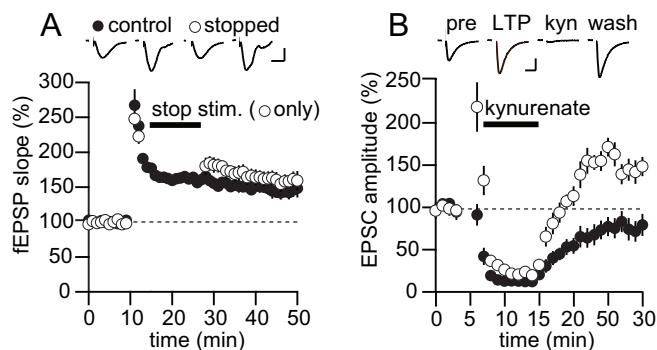 A
● control ○ stopped
fEPSP slope (%)
300
250
200
150
100
50
0
stop stim. (○ only)
0 10 20 30 40 50
time (min)
B
pre LTP kyn wash
EPSC amplitude (%)
250
200
150
100
50
0
kynurenate
0 5 10 15 20 30
time (min)